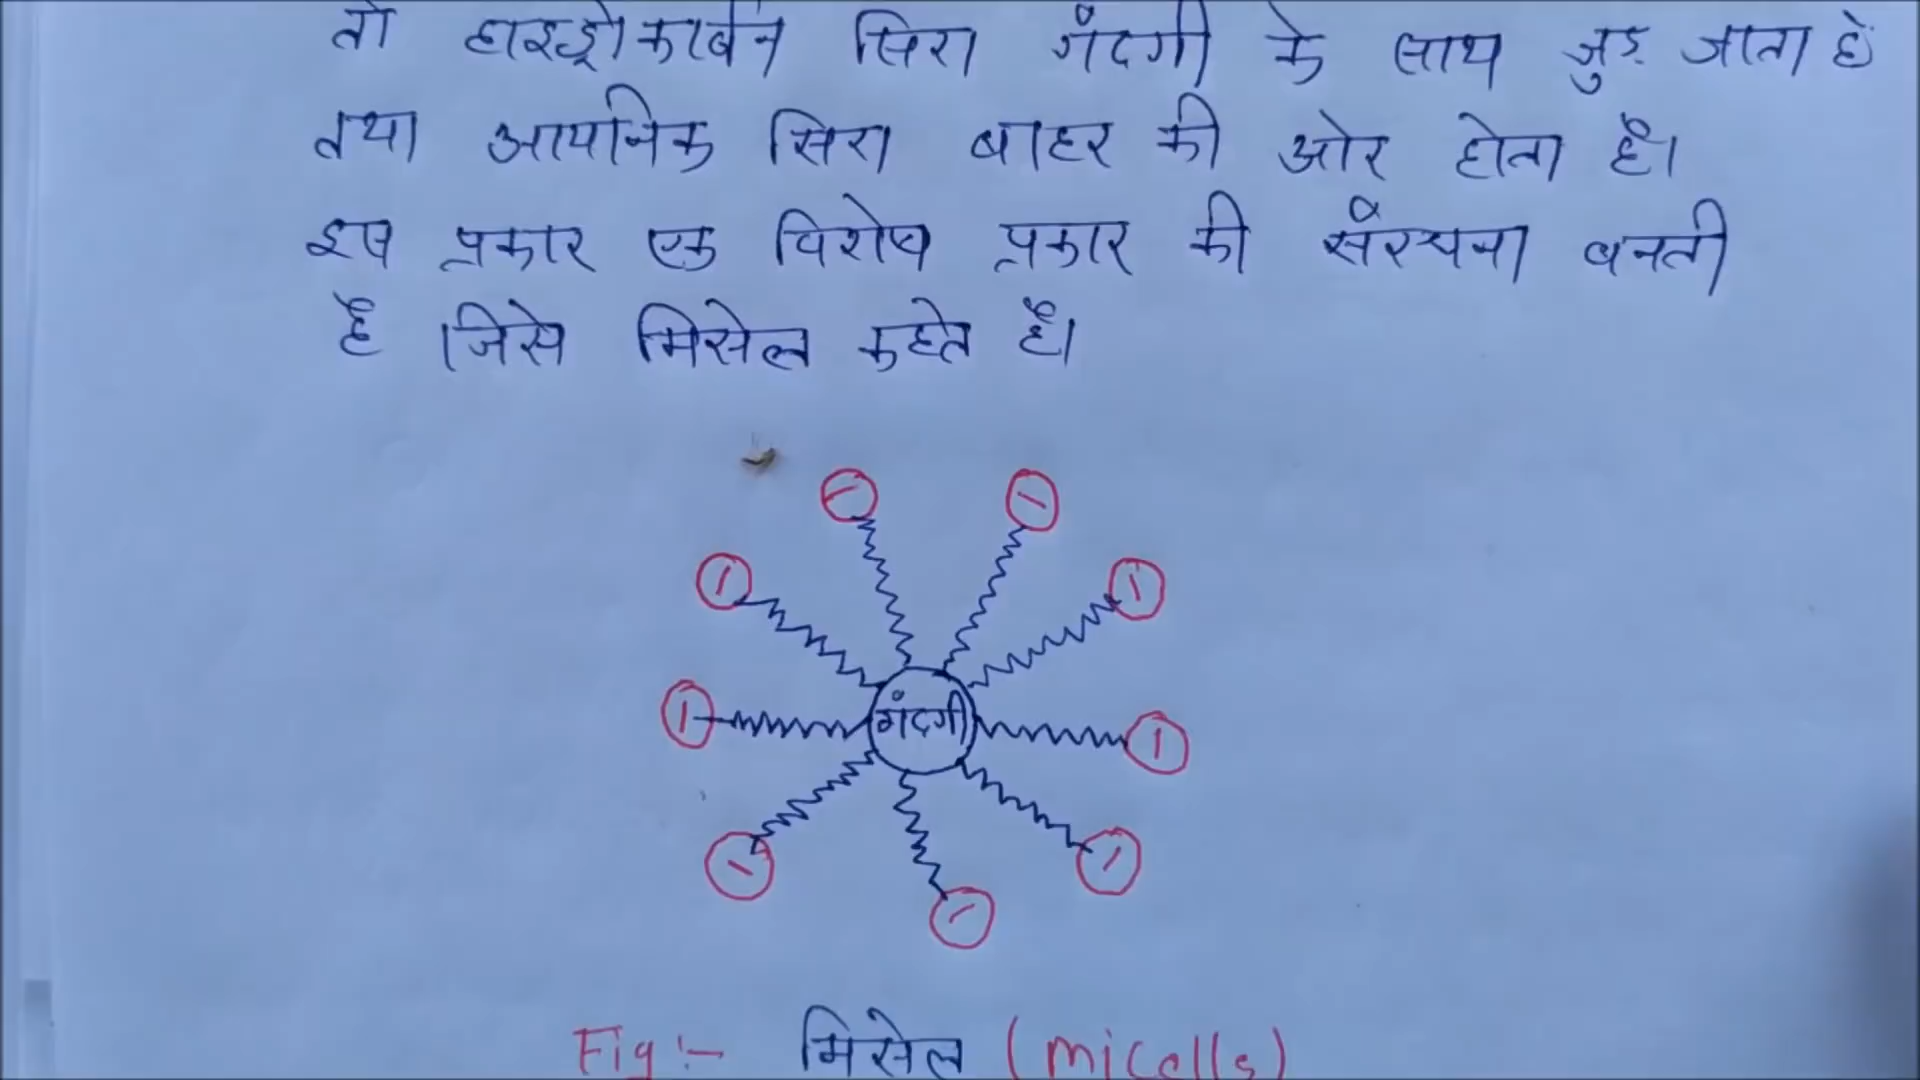 तो हाइड्रोकार्बन सिरा गंदगी के साथ जुड़ जाता है
तथा आयनिक सिरा बाहर की ओर होता है।
इस प्रकार एक विशेष प्रकार की संरचना बनती
है जिसे मिसेल कहते है।
गंदगी
Fig:- मिसेल (micells)